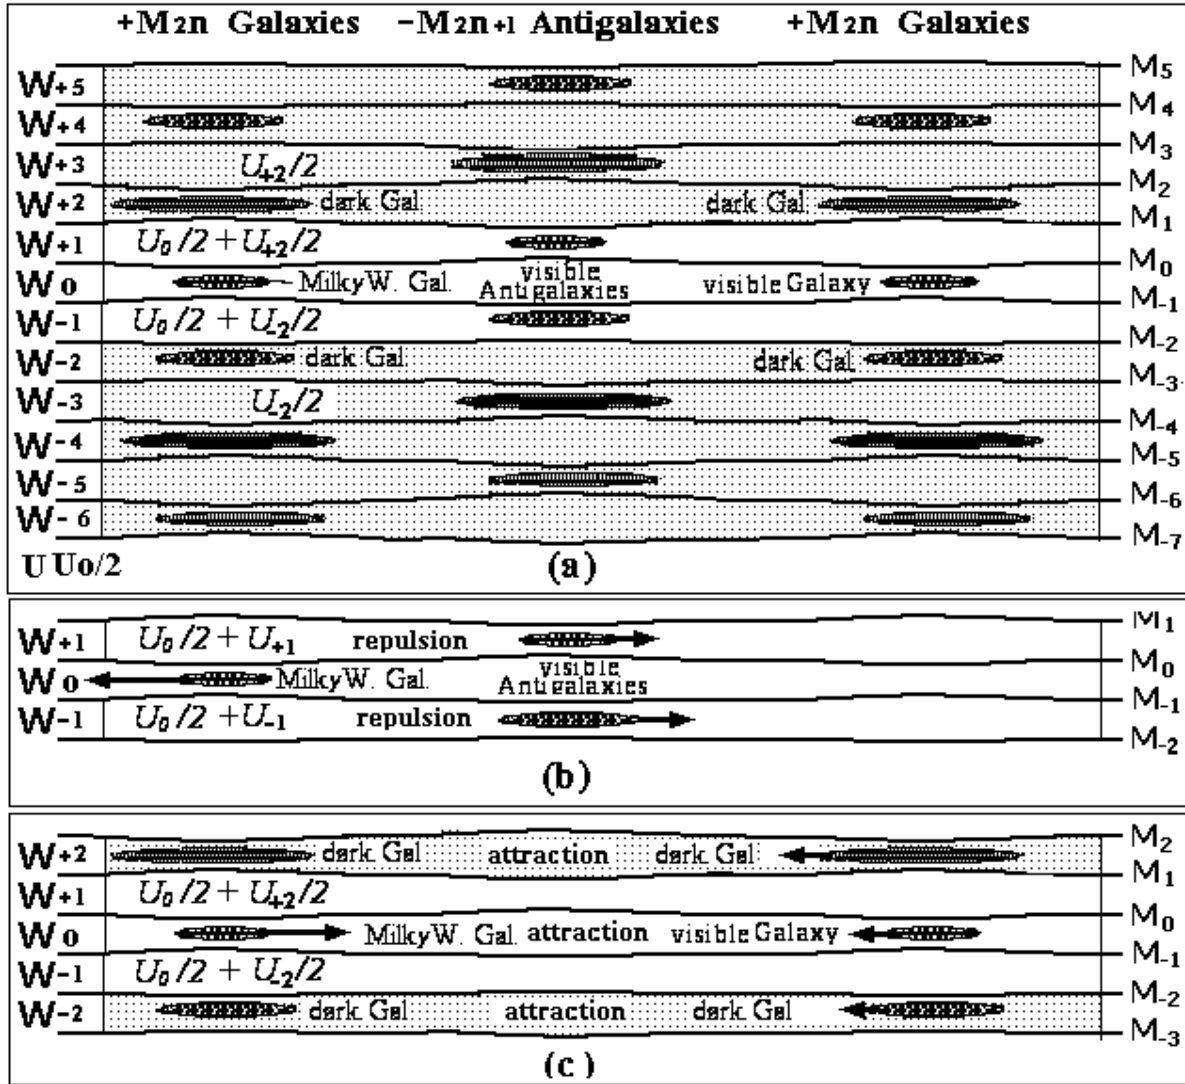 +M2n Galaxies −M2n+1 Antigalaxies +M2n Galaxies
M5
W+5
M4
W+4
M3
W+3 U+2/2
M2
W+2 dark Gal. dark Gal.
M1
W+1 U0/2 + U+2/2
M0
W0 MilkyW. Gal. visible Antigalaxies visible Galaxy
M-1
W-1 U0/2 + U-2/2
M-2
W-2 dark Gal. dark Gal.
M-3
W-3 U-2/2
M-4
W-4
M-5
W-5
M-6
W-6
M-7
U Uo/2 (a)
M1
W+1 U0/2 + U+1 repulsion
M0
W0 MilkyW. Gal. visible Antigalaxies
M-1
W-1 U0/2 +U-1 repulsion
M-2
(b)
M2
W+2 dark Gal attraction dark Gal
M1
W+1 U0/2 + U+2/2
M0
W0 MilkyW. Gal. attraction visible Galaxy
M-1
W-1 U0/2 + U-2/2
M-2
W-2 dark Gal attraction dark Gal
M-3
(c)